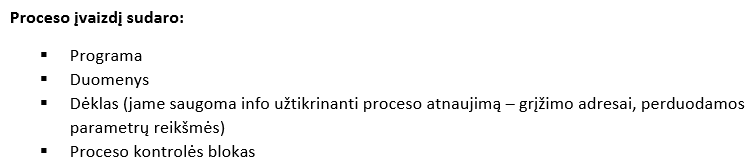 Proceso įvaizdį sudaro:
▪ Programa
▪ Duomenys
▪ Dėklas (jame saugoma info užtikrinanti proceso atnaujimą – grįžimo adresai, perduodamos
parametrų reikšmės)
▪ Proceso kontrolės blokas